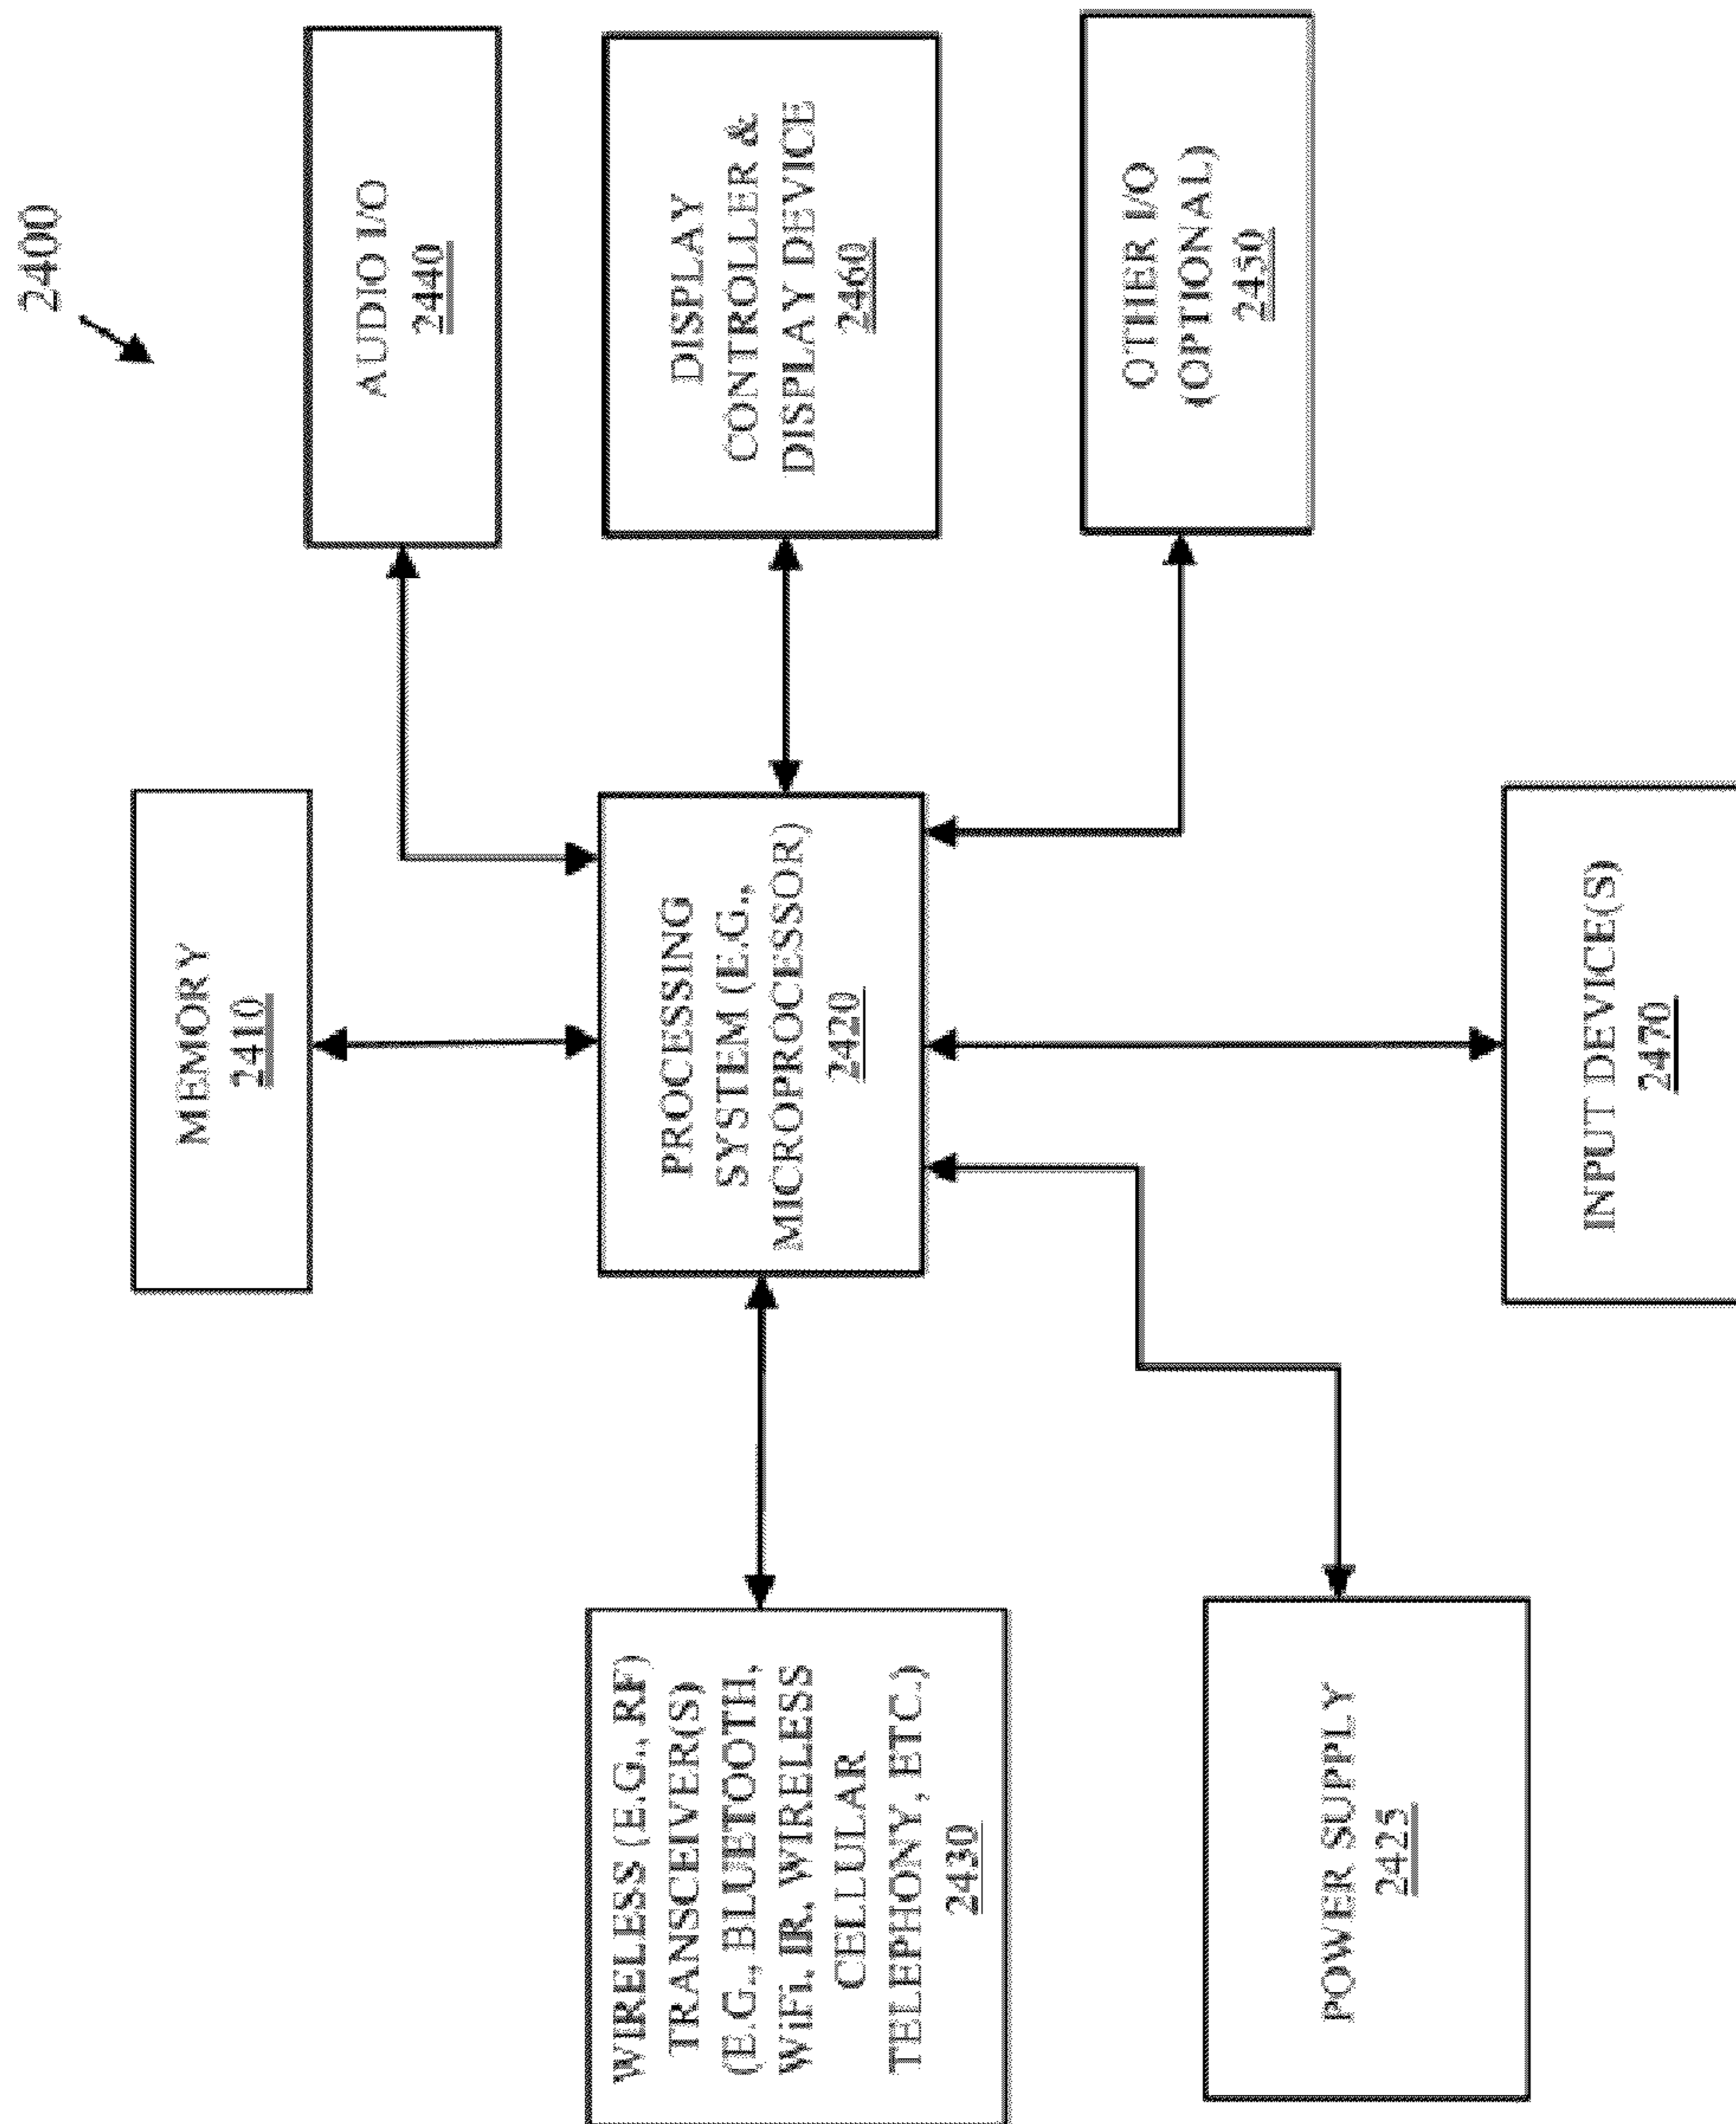 2400
MEMORY
2410
AUDIO I/O
2440
WIRELESS (E.G., RF)
TRANSCEIVER(S)
(E.G., BLUETOOTH,
WiFi, IR, WIRELESS
CELLULAR
TELEPHONY, ETC.)
2430
PROCESSING
SYSTEM (E.G.,
MICROPROCESSOR)
2420
DISPLAY
CONTROLLER &
DISPLAY DEVICE
2460
OTHER I/O
(OPTIONAL)
2450
POWER SUPPLY
2425
INPUT DEVICE(S)
2470